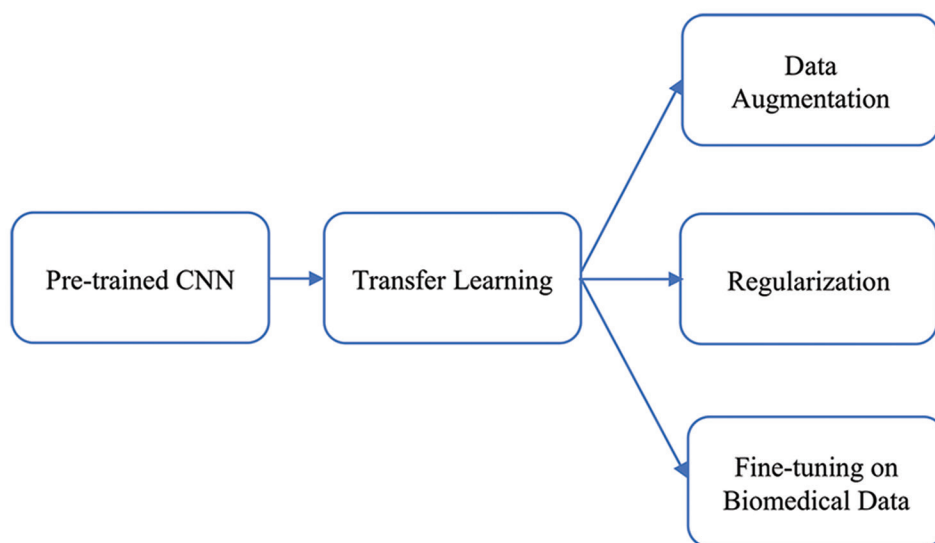 Data
Augmentation
Pre-trained CNN
Transfer Learning
Regularization
Fine-tuning on
Biomedical Data